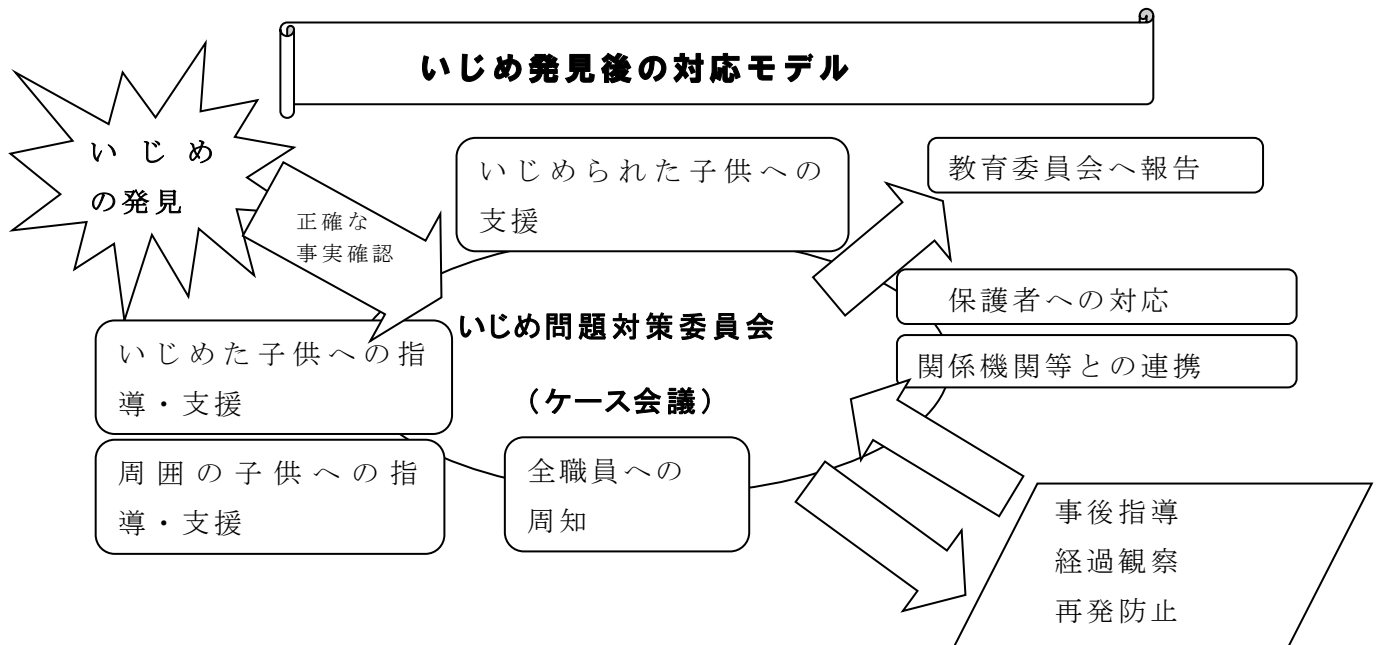 いじめ発見後の対応モデル
いじめ
の発見
正確な
事実確認
いじめられた子供への
支援
教育委員会へ報告
保護者への対応
関係機関等との連携
いじめ問題対策委員会
（ケース会議）
いじめた子供への指
導・支援
周囲の子供への指
導・支援
全職員への
周知
事後指導
経過観察
再発防止